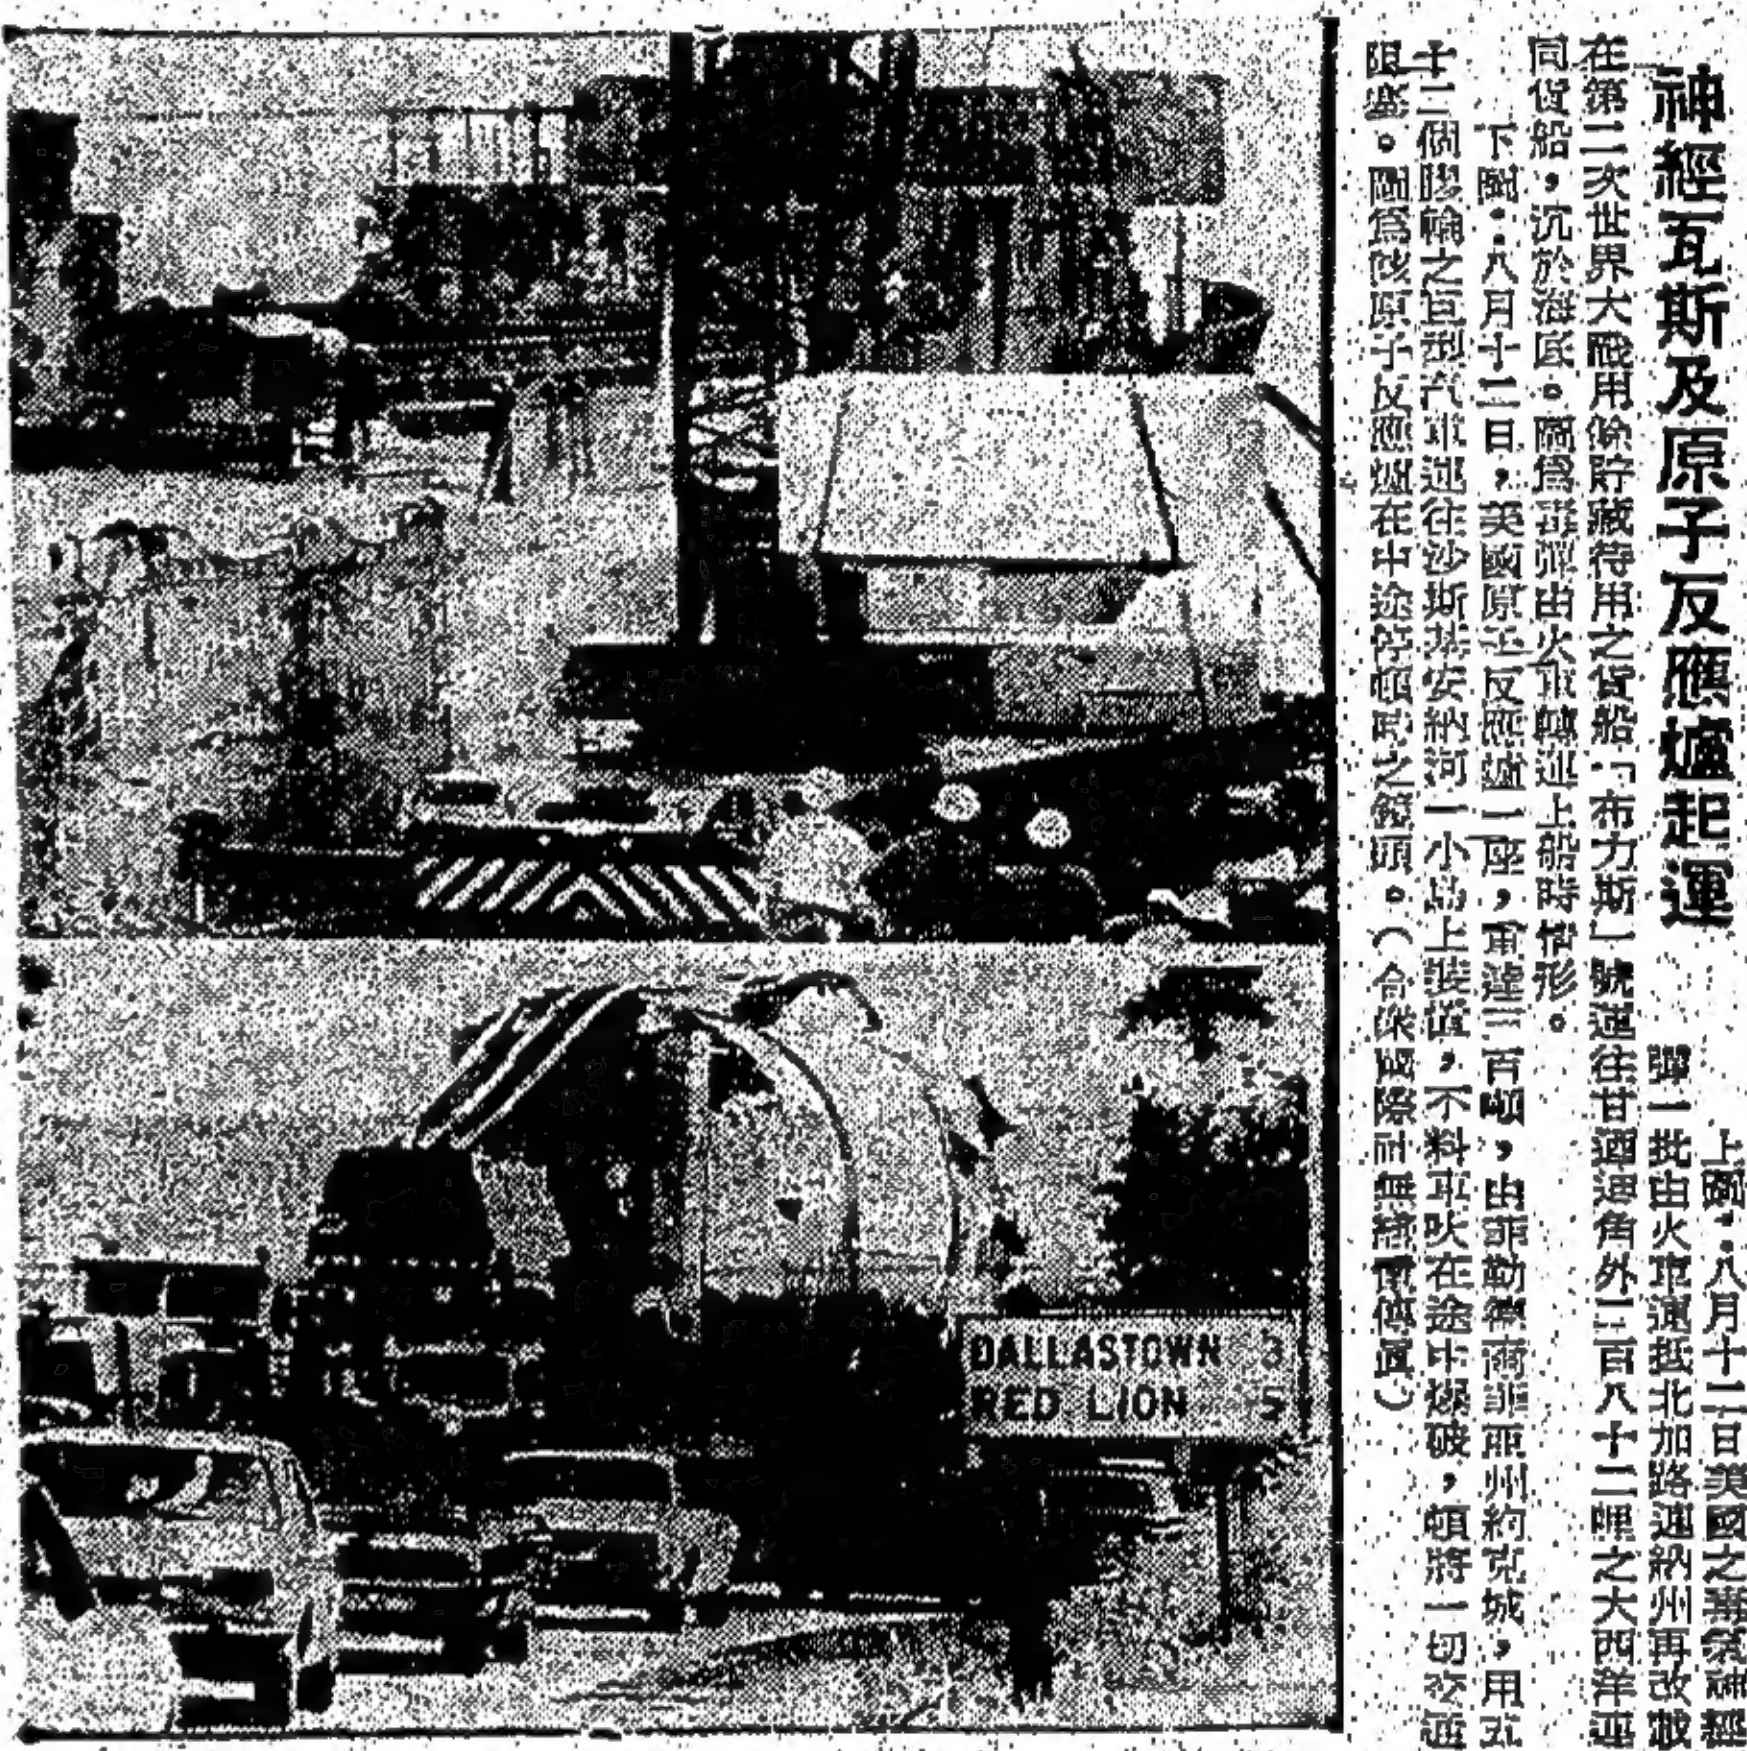 神經瓦斯及原子反應爐起運
上圖：八月十二日美國之毒氣神經
彈一批由火車運抵北加路連納州再改裝
在第二次世界大戰用餘貯藏待用之貨船「布力斯」號運往甘迺迪角外二百八十二哩之大西洋連
同貨船，沉於海底。圖爲毒彈由火車轉運上船時情形。
下圖：八月十二日，美國原子反應爐一座，重達三百噸，由菲勒德爾菲亞州約克城，用五
十二個膠輪之巨型汽車運往沙斯基安納河一小島上裝置，不料車呔在途中爆破，頓將一切交通
阻塞。圖爲該原子反應爐在中途停頓時之鏡頭。（合衆國際社無綫電傳眞）
DALLASTOWN 3
RED LION 5